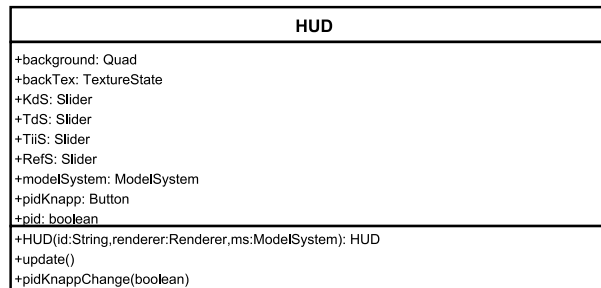 HUD
+background: Quad
+backTex: TextureState
+KdS: Slider
+TdS: Slider
+TiiS: Slider
+RefS: Slider
+modelSystem: ModelSystem
+pidKnapp: Button
+pid: boolean
+HUD(id:String,renderer:Renderer,ms:ModelSystem): HUD
+update()
+pidKnappChange(boolean)